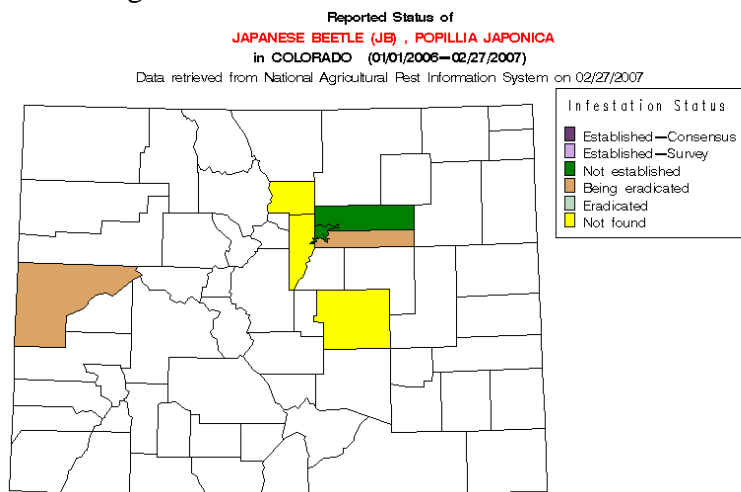 Reported Status of
JAPANESE BEETLE (JB) , POPILLIA JAPONICA
in COLORADO (01/01/2006—02/27/2007)
Data retrieved from National Agricultural Pest Information System on 02/27/2007
Infestation Status
Established—Consensus
Established—Survey
Not established
Being eradicated
Eradicated
Not found